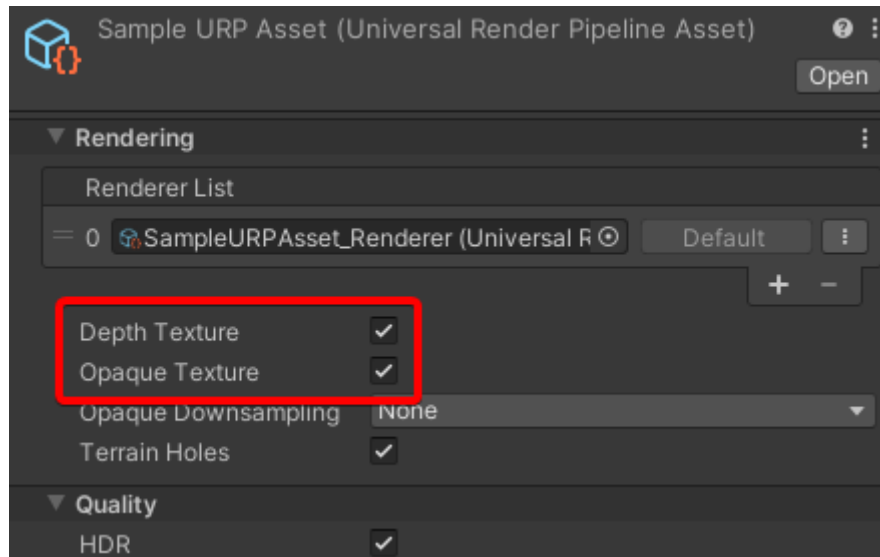 Sample URP Asset (Universal Render Pipeline Asset)
Open
Rendering
Renderer List
0 SampleURPAsset_Renderer (Universal R Default
Depth Texture
Opaque Texture
Opaque Downsampling None
Terrain Holes
Quality
HDR